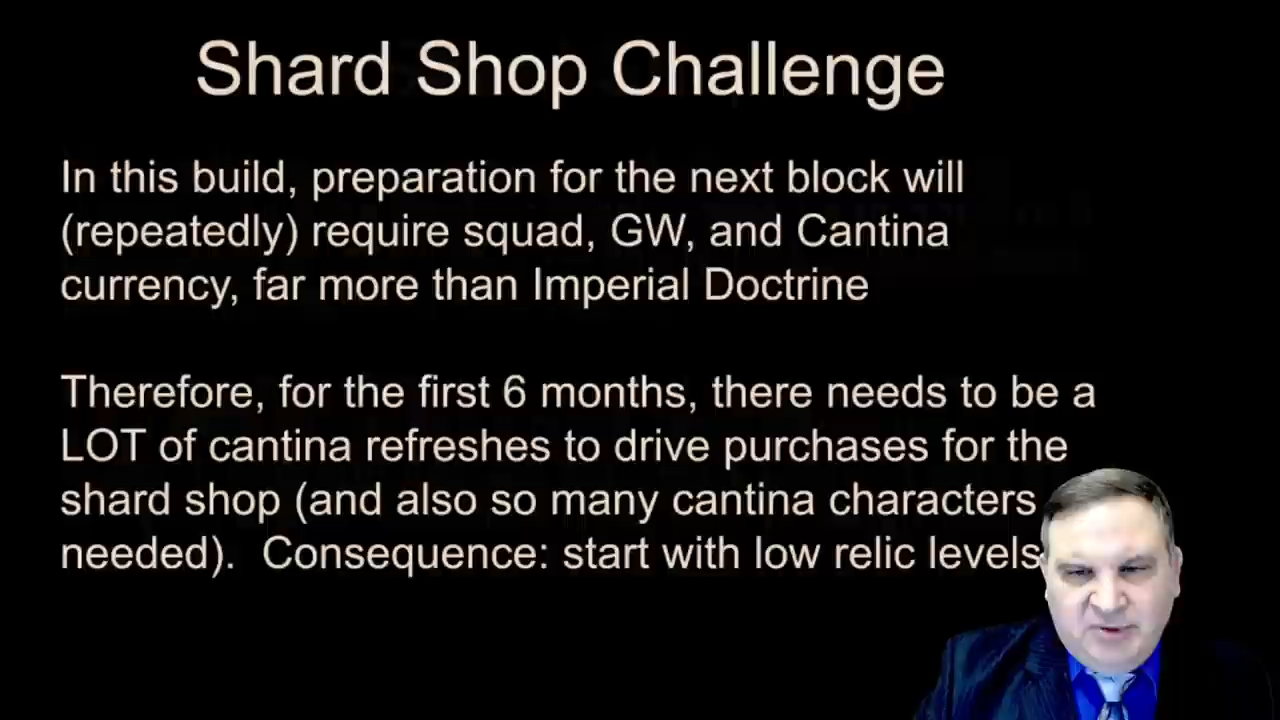 Shard Shop Challenge
In this build, preparation for the next block will
(repeatedly) require squad, GW, and Cantina
currency, far more than Imperial Doctrine
Therefore, for the first 6 months, there needs to be a
LOT of cantina refreshes to drive purchases for the
shard shop (and also so many cantina characters
needed).  Consequence: start with low relic levels